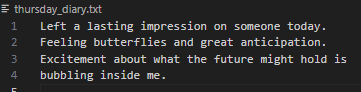 thursday_diary.txt
1 Left a lasting impression on someone today.
2 Feeling butterflies and great anticipation.
3 Excitement about what the future might hold is
4 bubbling inside me.
5